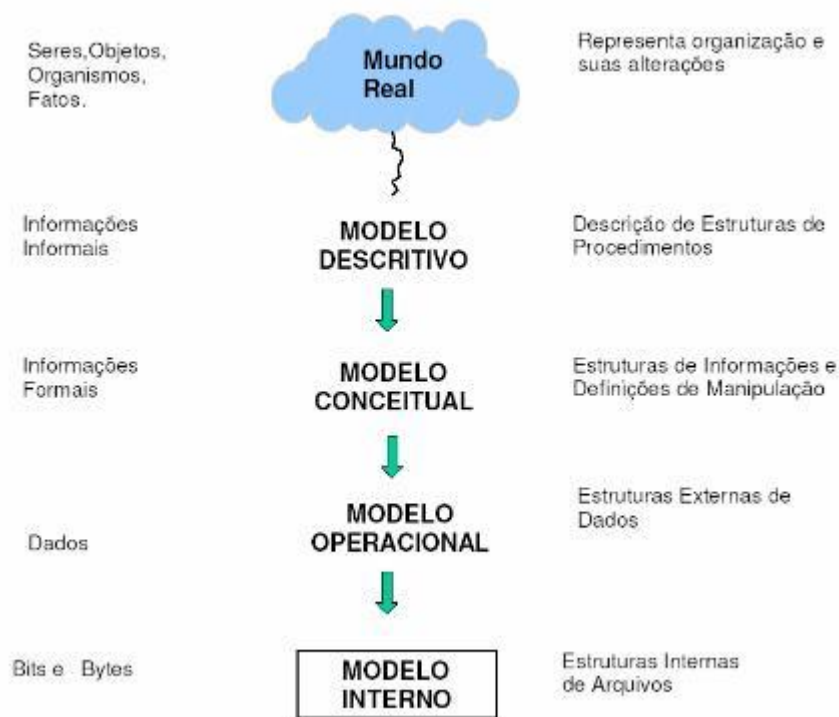 Seres,Objetos,
Organismos,
Fatos.
Mundo
Real
Representa organização e
suas alterações
Informações
Informais
MODELO
DESCRITIVO
Descrição de Estruturas de
Procedimentos
Informações
Formais
MODELO
CONCEITUAL
Estruturas de Informações e
Definições de Manipulação
Dados
MODELO
OPERACIONAL
Estruturas Externas de
Dados
Bits e Bytes
MODELO
INTERNO
Estruturas Internas
de Arquivos